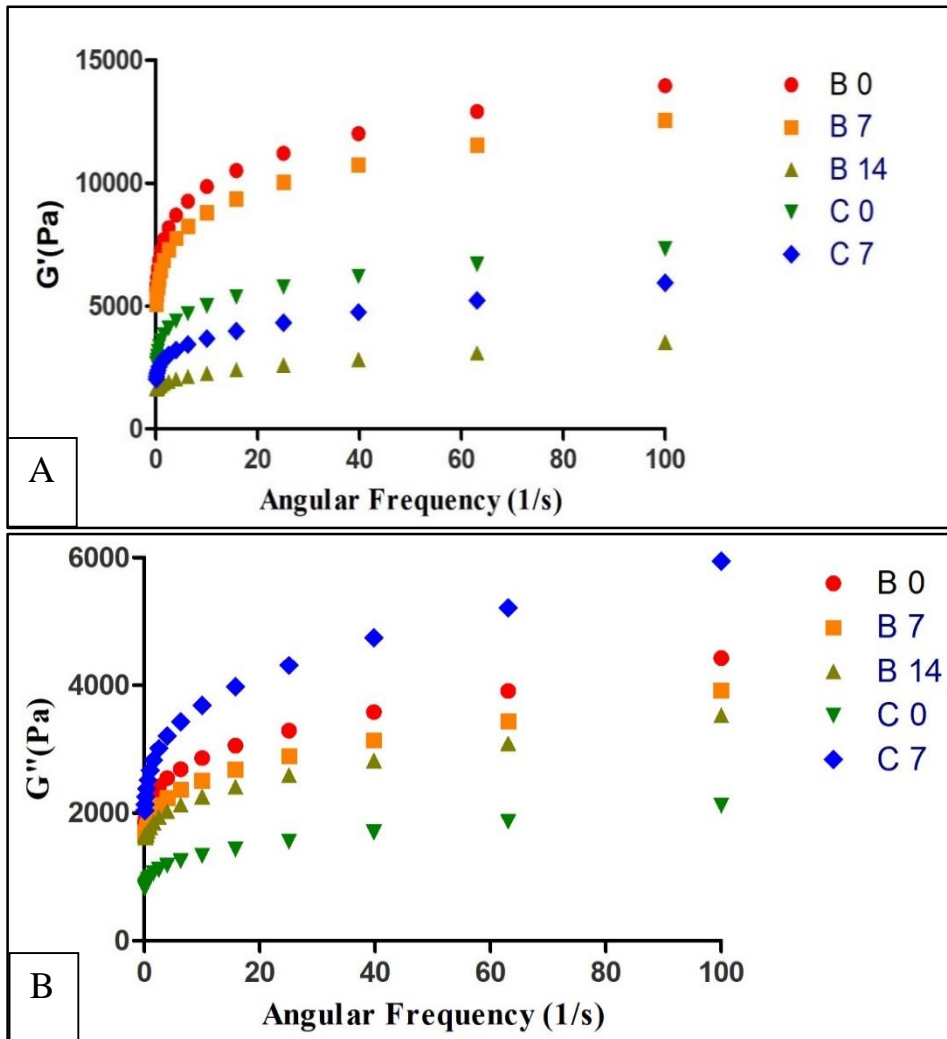 15000
10000
5000
0
G'(Pa)
0 20 40 60 80 100
Angular Frequency (1/s)
B 0
B 7
B 14
C 0
C 7
A
6000
4000
2000
0
G''(Pa)
0 20 40 60 80 100
Angular Frequency (1/s)
B 0
B 7
B 14
C 0
C 7
B